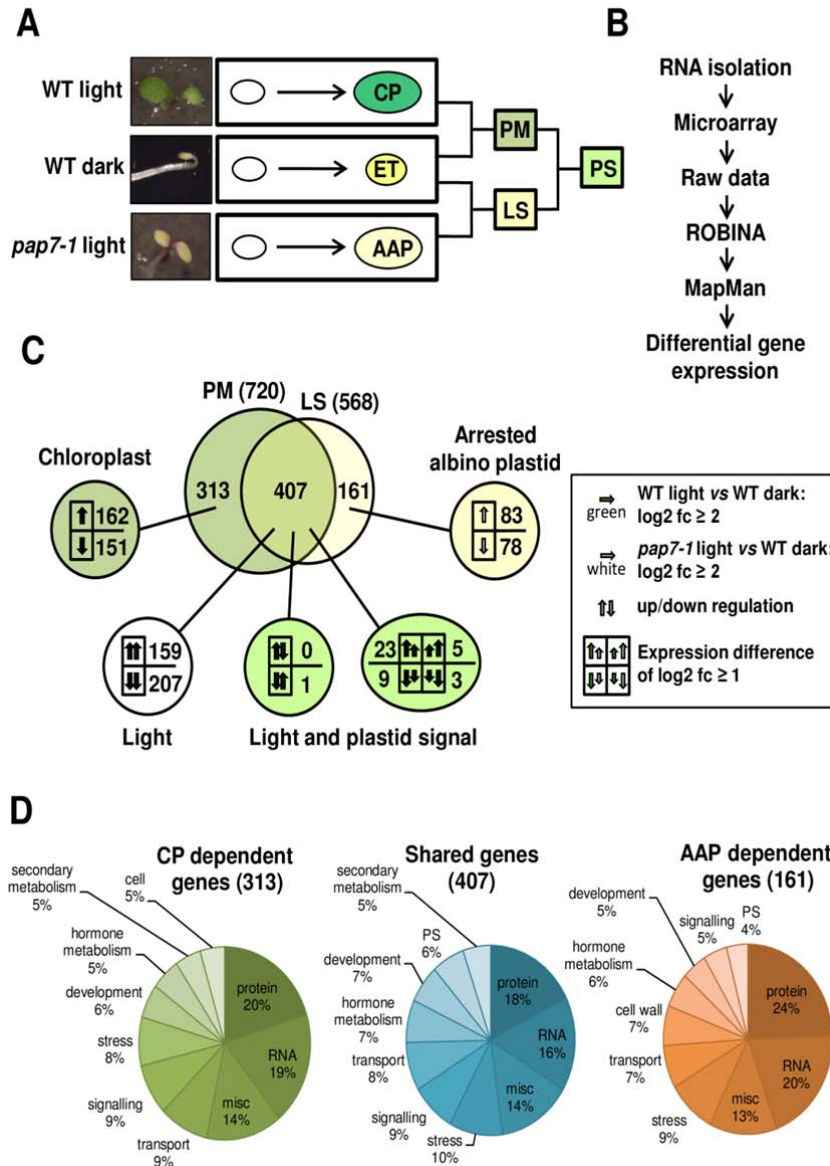 A
WT light
CP
WT dark
ET
pap7-1 light
AAP
PM
LS
PS
B
RNA isolation
Microarray
Raw data
ROBINA
MapMan
Differential gene
expression
C
PM (720)
LS (568)
313
407
161
Chloroplast
162
151
Arrested
albino plastid
83
78
159
207
Light
0
1
23 5
9 3
Light and plastid signal
green
WT light vs WT dark:
log2 fc ≥ 2
white
pap7-1 light vs WT dark:
log2 fc ≥ 2
up/down regulation
Expression difference
of log2 fc ≥ 1
D
CP dependent
genes (313)
protein
20%
RNA
19%
misc
14%
transport
9%
signalling
9%
stress
8%
development
6%
hormone
metabolism
5%
secondary
metabolism
5%
cell
5%
Shared genes
(407)
protein
18%
RNA
16%
misc
14%
stress
10%
signalling
9%
transport
8%
hormone
metabolism
7%
development
7%
PS
6%
secondary
metabolism
5%
AAP dependent
genes (161)
protein
24%
RNA
20%
misc
13%
stress
9%
transport
7%
cell wall
7%
hormone
metabolism
6%
development
5%
signalling
5%
PS
4%